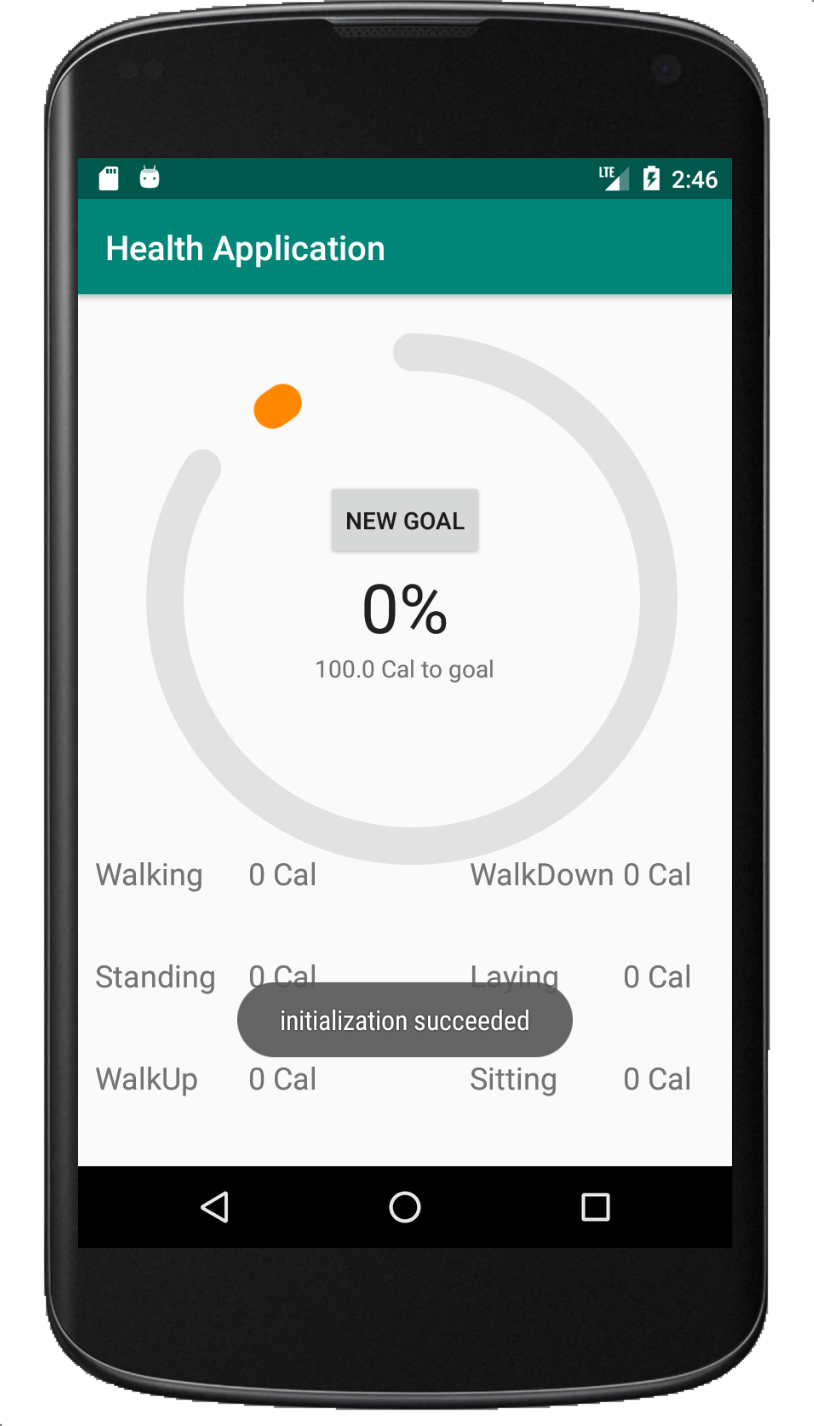 LTE 2:46
Health Application
NEW GOAL
0%
100.0 Cal to goal
Walking 0 Cal WalkDown 0 Cal
Standing 0 Cal Laying 0 Cal
initialization succeeded
WalkUp 0 Cal Sitting 0 Cal